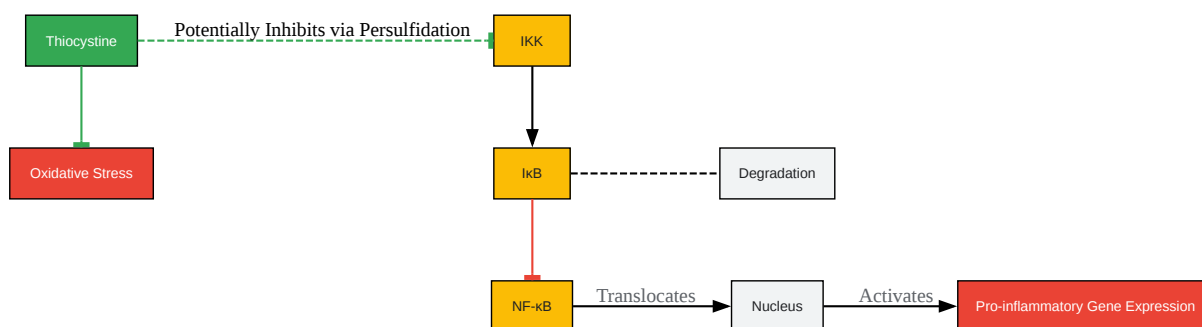 Thiocystine
Potentially Inhibits via Persulfidation
IKK
Oxidative Stress
IκB
Degradation
NF-κB
Translocates
Nucleus
Activates
Pro-inflammatory Gene Expression